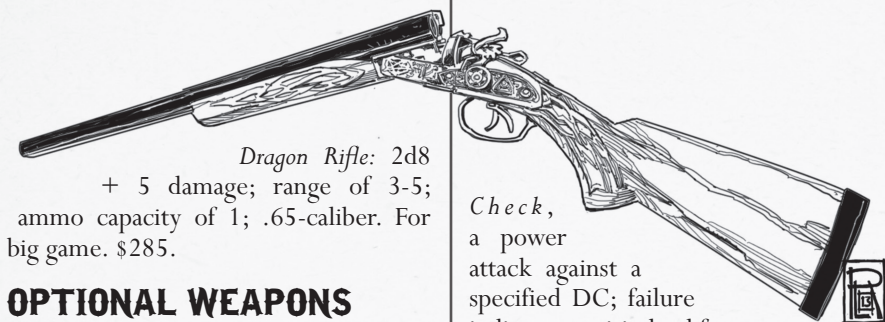 Dragon Rifle: 2d8
+ 5 damage; range of 3-5;
ammo capacity of 1; .65-caliber. For
big game. $285.
OPTIONAL WEAPONS
Check,
a power
attack against a
specified DC; failure